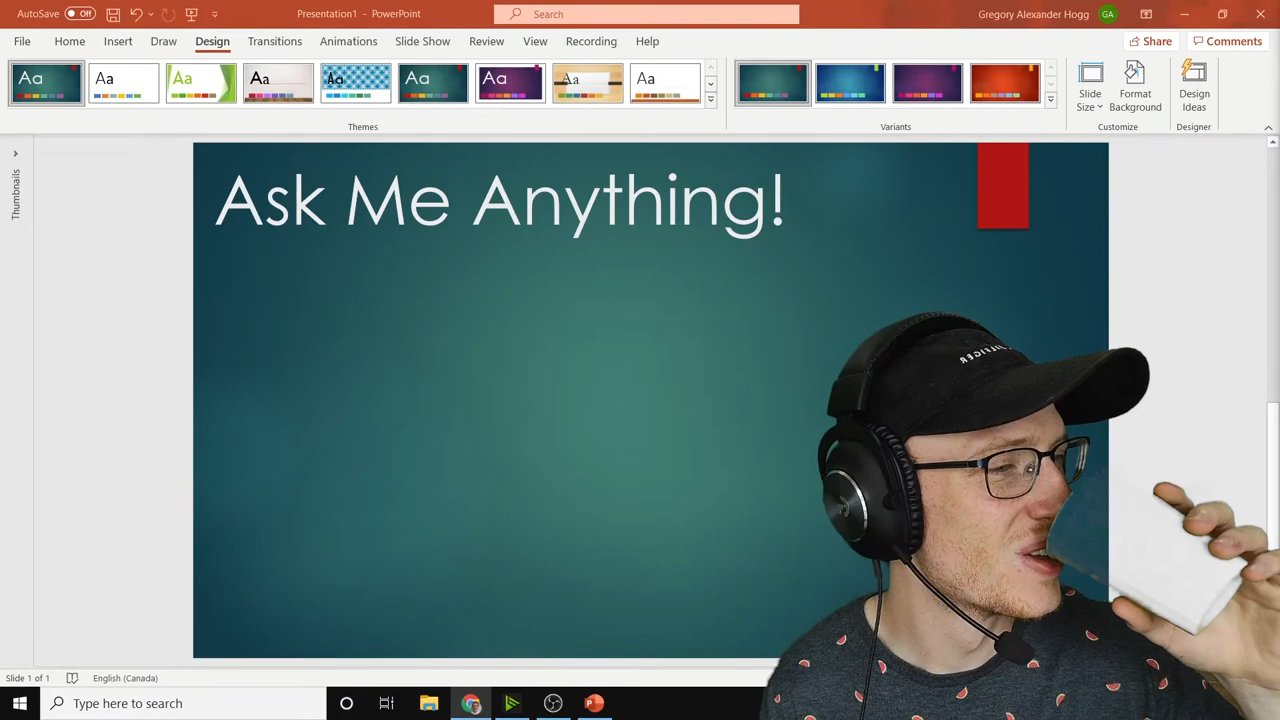 AutoSave Off Presentation1 - PowerPoint Search Gregory Alexander Hogg GA
File Home Insert Draw Design Transitions Animations Slide Show Review View Recording Help Share Comments
Aa Aa Aa Aa Aa Aa Aa Aa Aa
Slide Size Format Background Design Ideas
Themes Variants Customize Designer
Thumbnails
Ask Me Anything!
Slide 1 of 1 English (Canada)
Type here to search